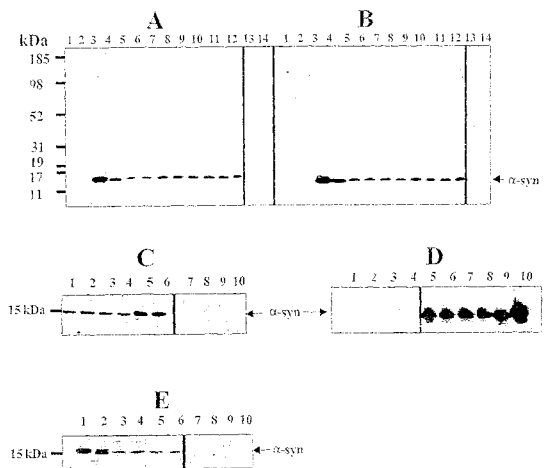 A
B
kDa
1 2 3 4 5 6 7 8 9 10 11 12 13 14
1 2 3 4 5 6 7 8 9 10 11 12 13 14
185
98
52
31
19
17
11
α-syn
C
D
1 2 3 4 5 6 7 8 9 10
1 2 3 4 5 6 7 8 9 10
15 kDa
α-syn
E
1 2 3 4 5 6 7 8 9 10
15 kDa
α-syn